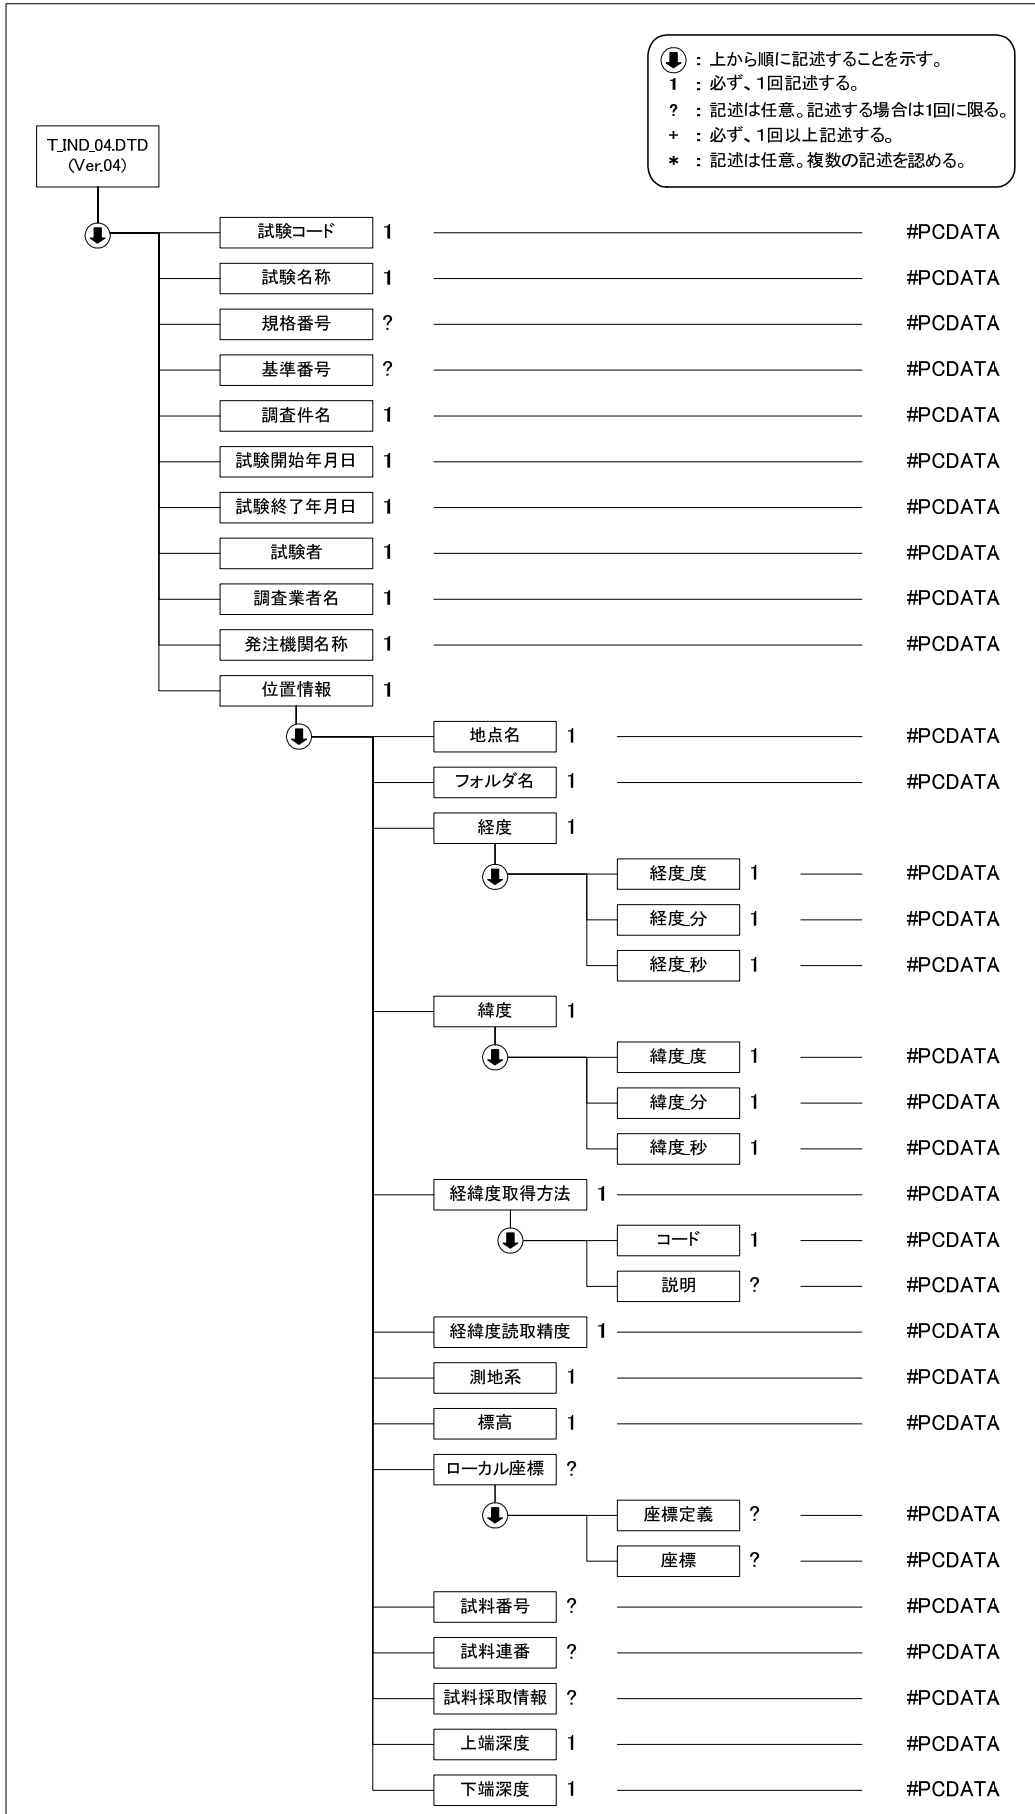 : 上から順に記述することを示す。
1 : 必ず、1回記述する。
? : 記述は任意。記述する場合は1回に限る。
+ : 必ず、1回以上記述する。
* : 記述は任意。複数の記述を認める。
T_IND_04.DTD
(Ver.04)
試験コード 1 #PCDATA
試験名称 1 #PCDATA
規格番号 ? #PCDATA
基準番号 ? #PCDATA
調査件名 1 #PCDATA
試験開始年月日 1 #PCDATA
試験終了年月日 1 #PCDATA
試験者 1 #PCDATA
調査業者名 1 #PCDATA
発注機関名称 1 #PCDATA
位置情報 1
地点名 1 #PCDATA
フォルダ名 1 #PCDATA
経度 1
経度_度 1 #PCDATA
経度_分 1 #PCDATA
経度_秒 1 #PCDATA
緯度 1
緯度_度 1 #PCDATA
緯度_分 1 #PCDATA
緯度_秒 1 #PCDATA
経緯度取得方法 1 #PCDATA
コード 1 #PCDATA
説明 ? #PCDATA
経緯度読取精度 1 #PCDATA
測地系 1 #PCDATA
標高 1 #PCDATA
ローカル座標 ?
座標定義 ? #PCDATA
座標 ? #PCDATA
試料番号 ? #PCDATA
試料連番 ? #PCDATA
試料採取情報 ? #PCDATA
上端深度 1 #PCDATA
下端深度 1 #PCDATA